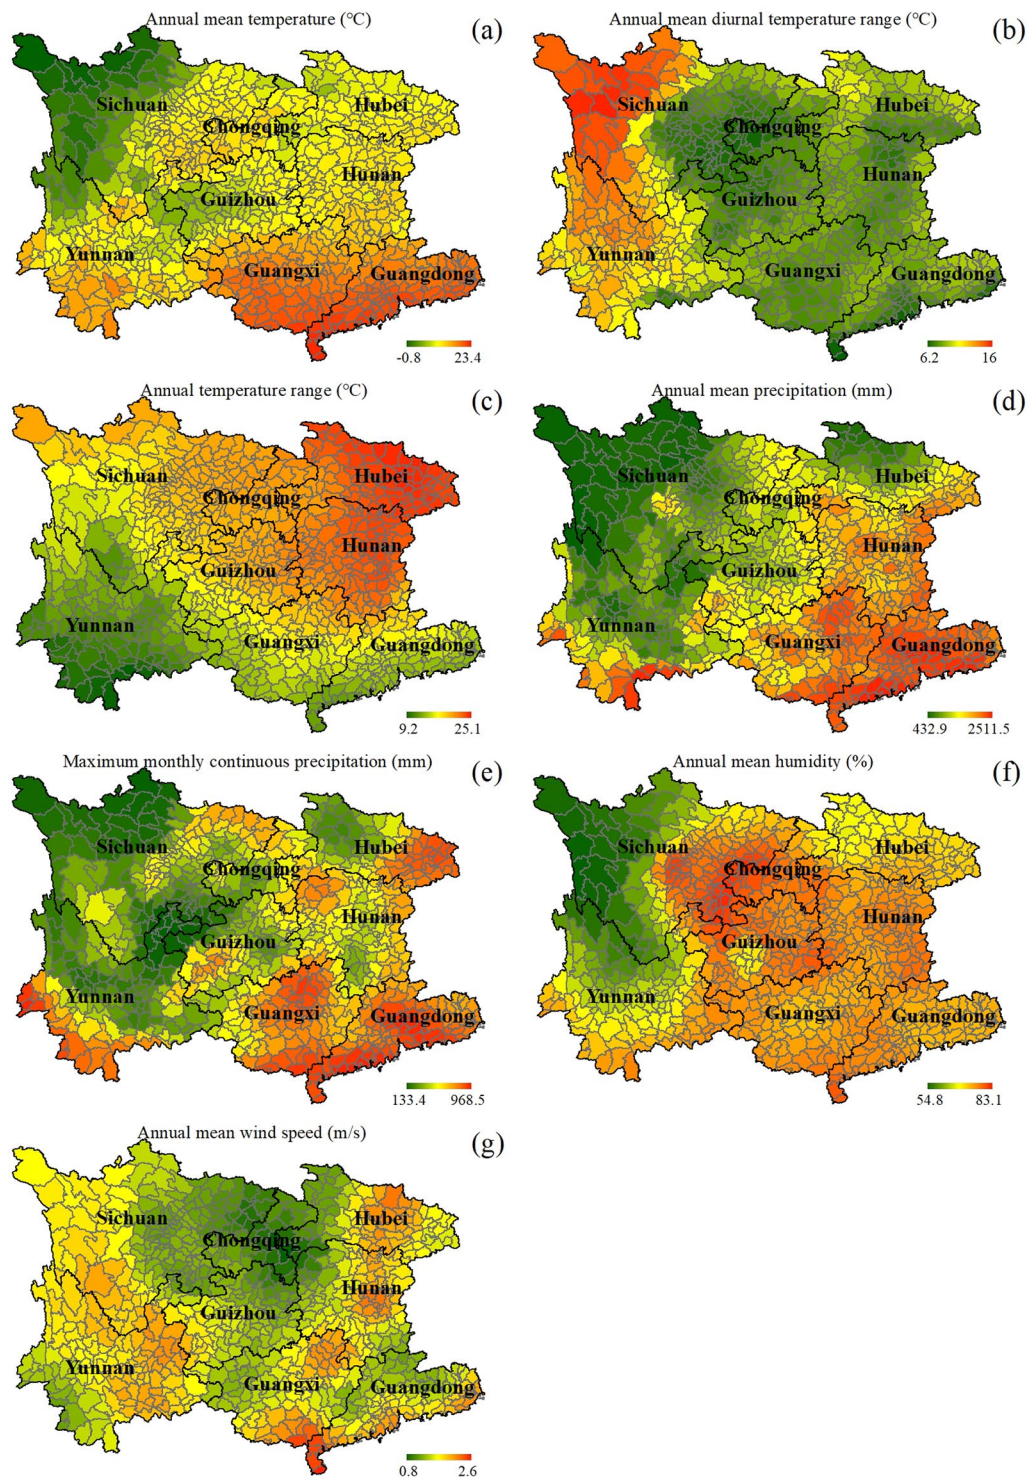 Annual mean temperature (℃)
(a)
Sichuan
Hubei
Chongqing
Hunan
Guizhou
Yunnan
Guangxi
Guangdong
-0.8 23.4
Annual mean diurnal temperature range (℃)
(b)
Sichuan
Hubei
Chongqing
Hunan
Guizhou
Yunnan
Guangxi
Guangdong
6.2 16
Annual temperature range (℃)
(c)
Sichuan
Hubei
Chongqing
Hunan
Guizhou
Yunnan
Guangxi
Guangdong
9.2 25.1
Annual mean precipitation (mm)
(d)
Sichuan
Hubei
Chongqing
Hunan
Guizhou
Yunnan
Guangxi
Guangdong
432.9 2511.5
Maximum monthly continuous precipitation (mm)
(e)
Sichuan
Hubei
Chongqing
Hunan
Guizhou
Yunnan
Guangxi
Guangdong
133.4 968.5
Annual mean humidity (%)
(f)
Sichuan
Hubei
Chongqing
Hunan
Guizhou
Yunnan
Guangxi
Guangdong
54.8 83.1
Annual mean wind speed (m/s)
(g)
Sichuan
Hubei
Chongqing
Hunan
Guizhou
Yunnan
Guangxi
Guangdong
0.8 2.6